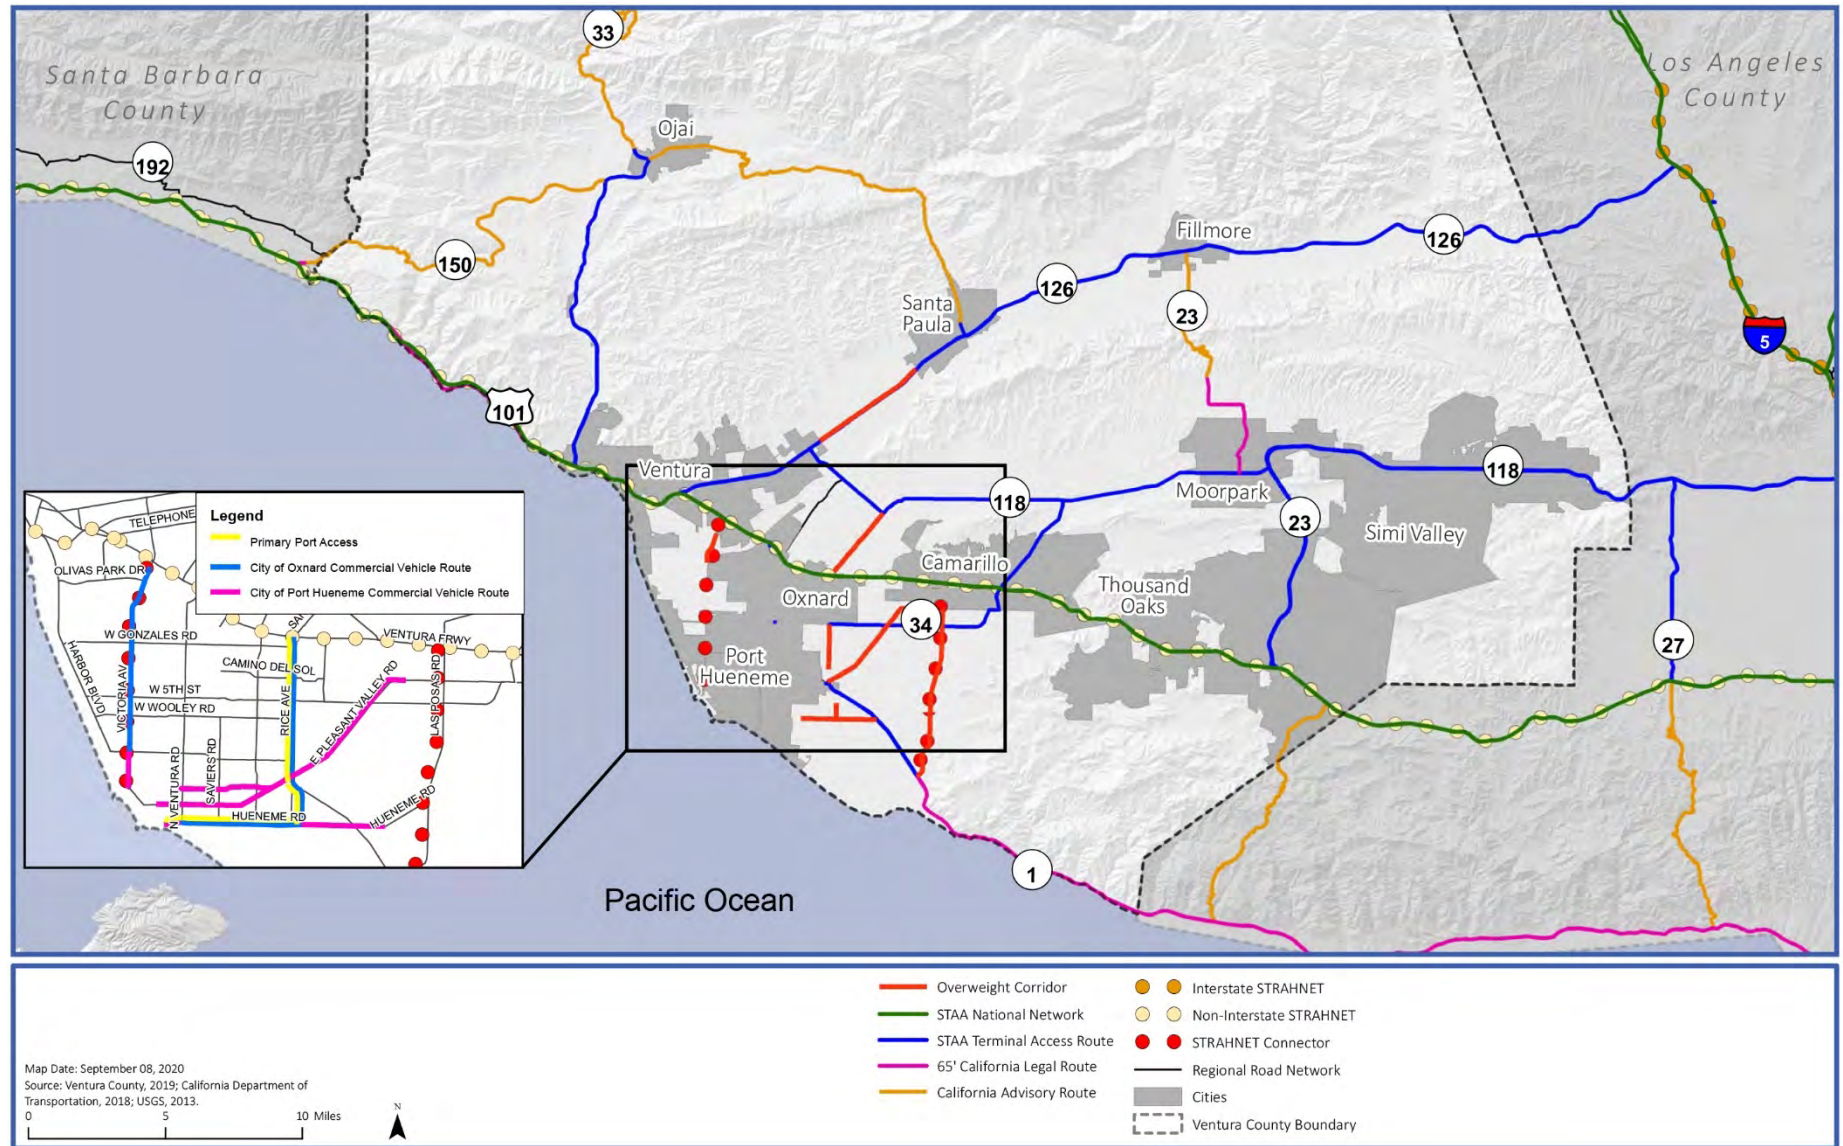 33
Santa Barbara
County
Los Angeles
County
Ojai
192
150
Fillmore
126
126
23
Santa
Paula
5
101
Ventura
118
118
Moorpark
23
Simi Valley
Camarillo
Thousand
Oaks
Oxnard
34
Port
Hueneme
27
1
Pacific Ocean
Legend
Primary Port Access
City of Oxnard Commercial Vehicle Route
City of Port Hueneme Commercial Vehicle Route
TELEPHONE
OLIVAS PARK DR
W GONZALES RD
VENTURA FRWY
CAMINO DEL SOL
HARBOR BLVD
VICTORIA AV
W 5TH ST
W WOOLEY RD
RICE AVE
E PLEASANT VALLEY RD
LAS POSAS RD
N VENTURA RD
SAVIERS RD
HUENEME RD
HUENEME RD
Overweight Corridor
STAA National Network
STAA Terminal Access Route
65' California Legal Route
California Advisory Route
Interstate STRAHNET
Non-Interstate STRAHNET
STRAHNET Connector
Regional Road Network
Cities
Ventura County Boundary
Map Date: September 08, 2020
Source: Ventura County, 2019; California Department of
Transportation, 2018; USGS, 2013.
0 5 10 Miles
N